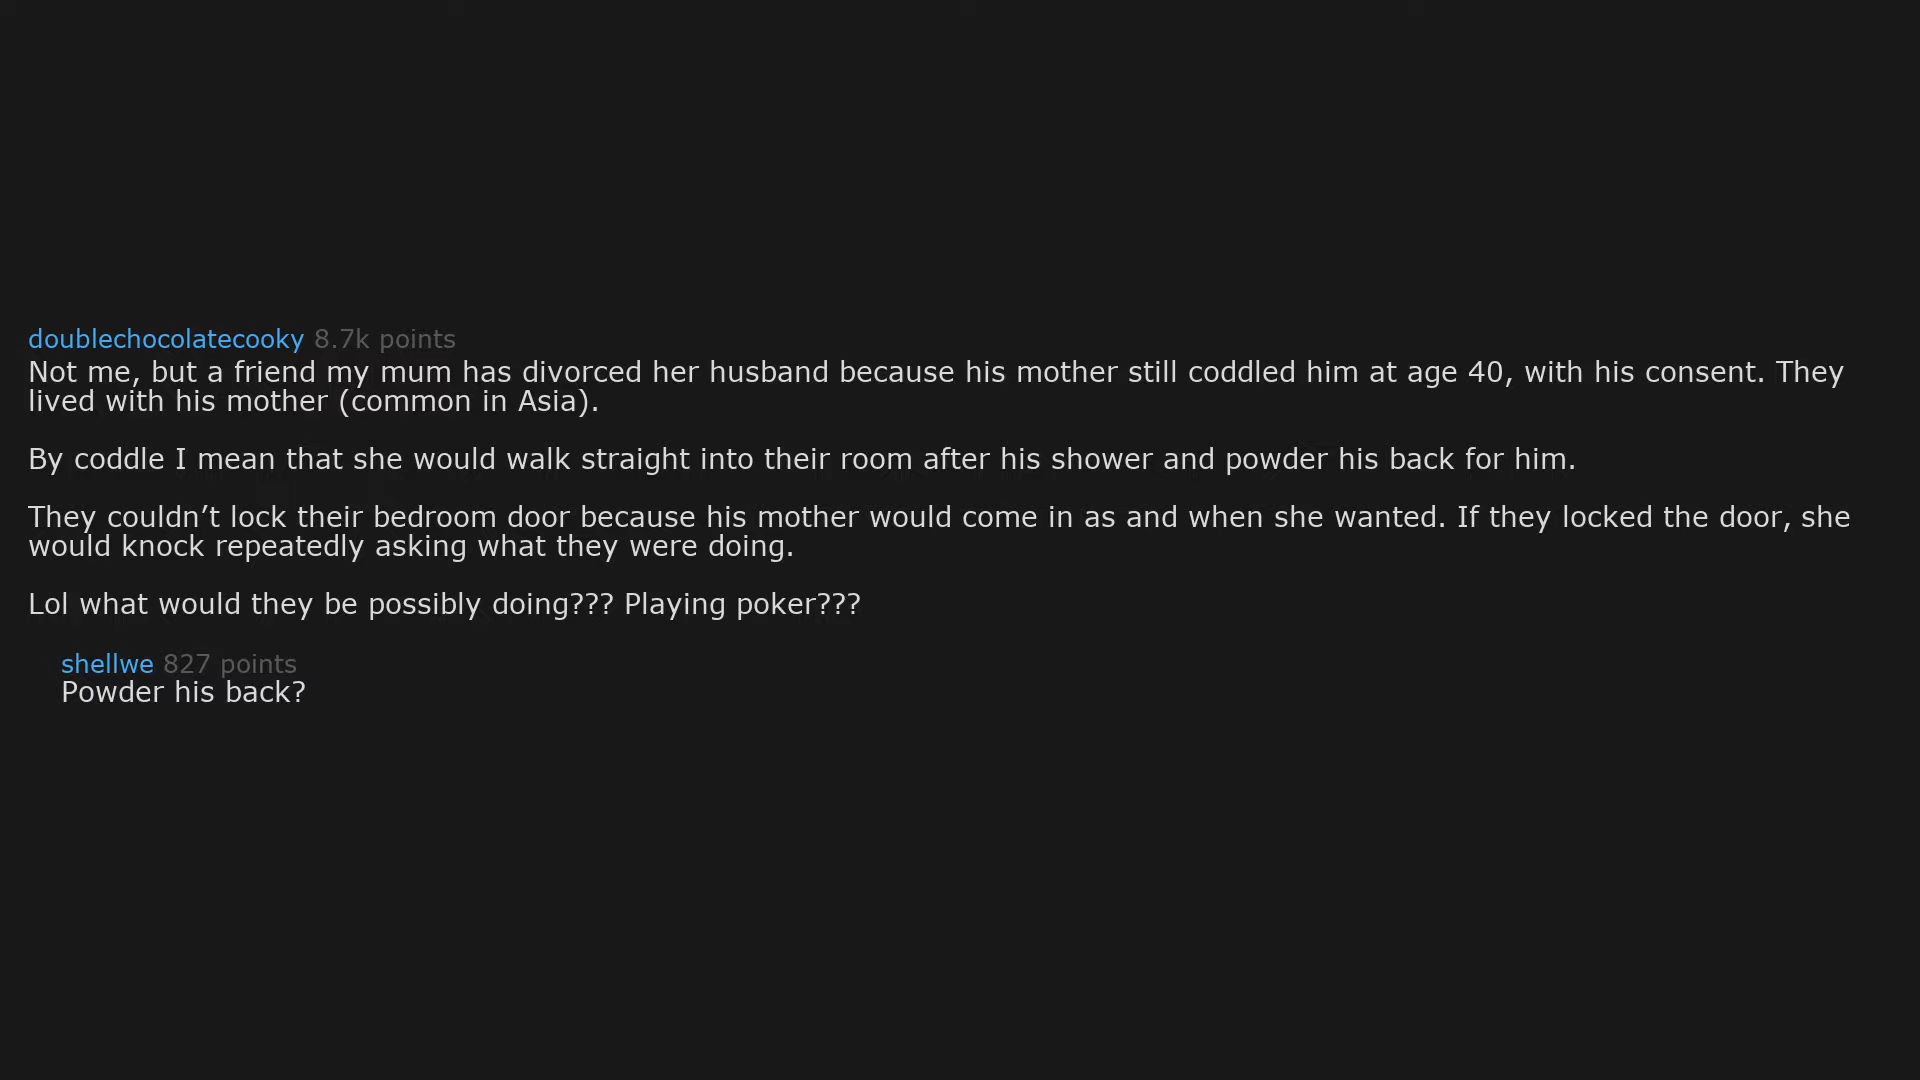 doublechocolatecooky 8.7k points
Not me, but a friend my mum has divorced her husband because his mother still coddled him at age 40, with his consent. They
lived with his mother (common in Asia).
By coddle I mean that she would walk straight into their room after his shower and powder his back for him.
They couldn’t lock their bedroom door because his mother would come in as and when she wanted. If they locked the door, she
would knock repeatedly asking what they were doing.
Lol what would they be possibly doing??? Playing poker???
shellwe 827 points
Powder his back?